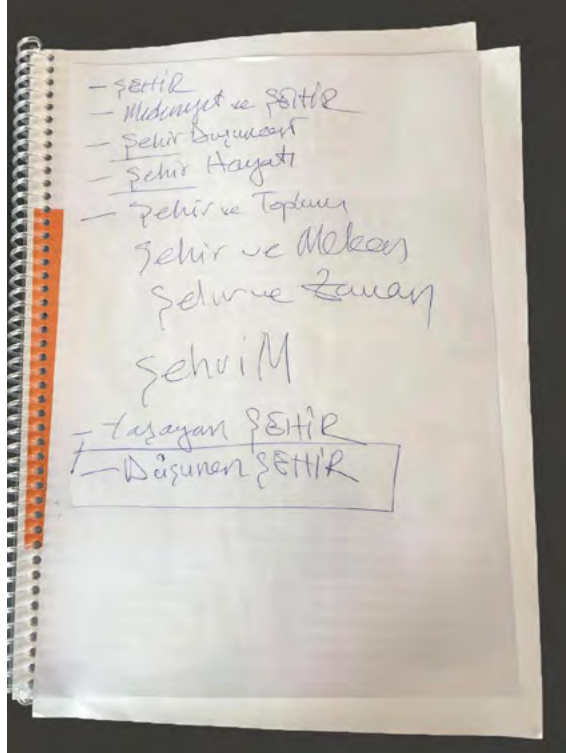 - ŞEHİR
- Medeniyet ve ŞEHİR
- Şehir Düşüncesi
- Şehir Hayatı
- Şehir ve Toplum
Şehir ve Mekan
Şehir ve Zaman
ŞehriM
- Yaşayan ŞEHİR
- Düşünen ŞEHİR